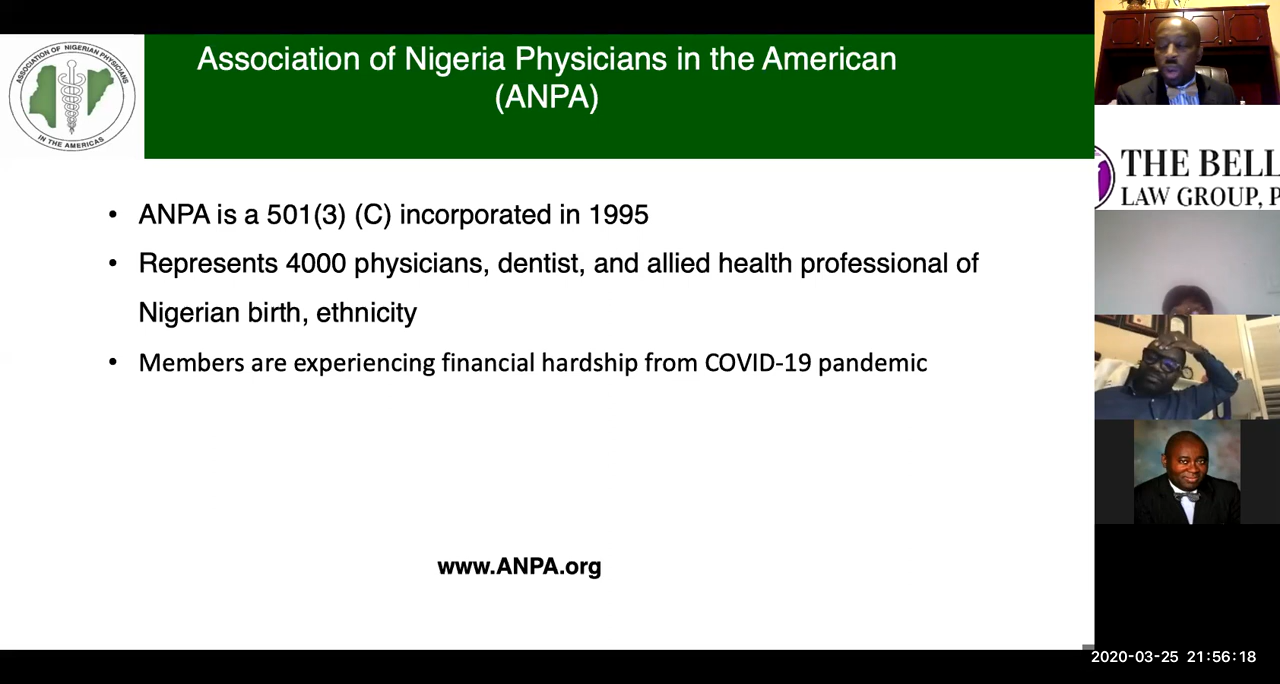 ASSOCIATION OF NIGERIAN PHYSICIANS
IN THE AMERICAS
Association of Nigeria Physicians in the American
(ANPA)
• ANPA is a 501(3) (C) incorporated in 1995
• Represents 4000 physicians, dentist, and allied health professional of
Nigerian birth, ethnicity
• Members are experiencing financial hardship from COVID-19 pandemic
www.ANPA.org
THE BELL
LAW GROUP, P
2020-03-25 21:56:18